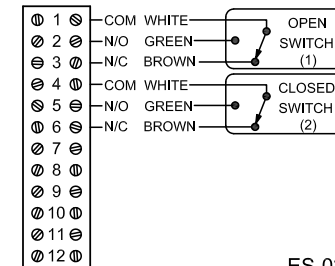 1 COM WHITE OPEN
2 N/O GREEN SWITCH
3 N/C BROWN (1)
4 COM WHITE CLOSED
5 N/O GREEN SWITCH
6 N/C BROWN (2)
7
8
9
10
11
12